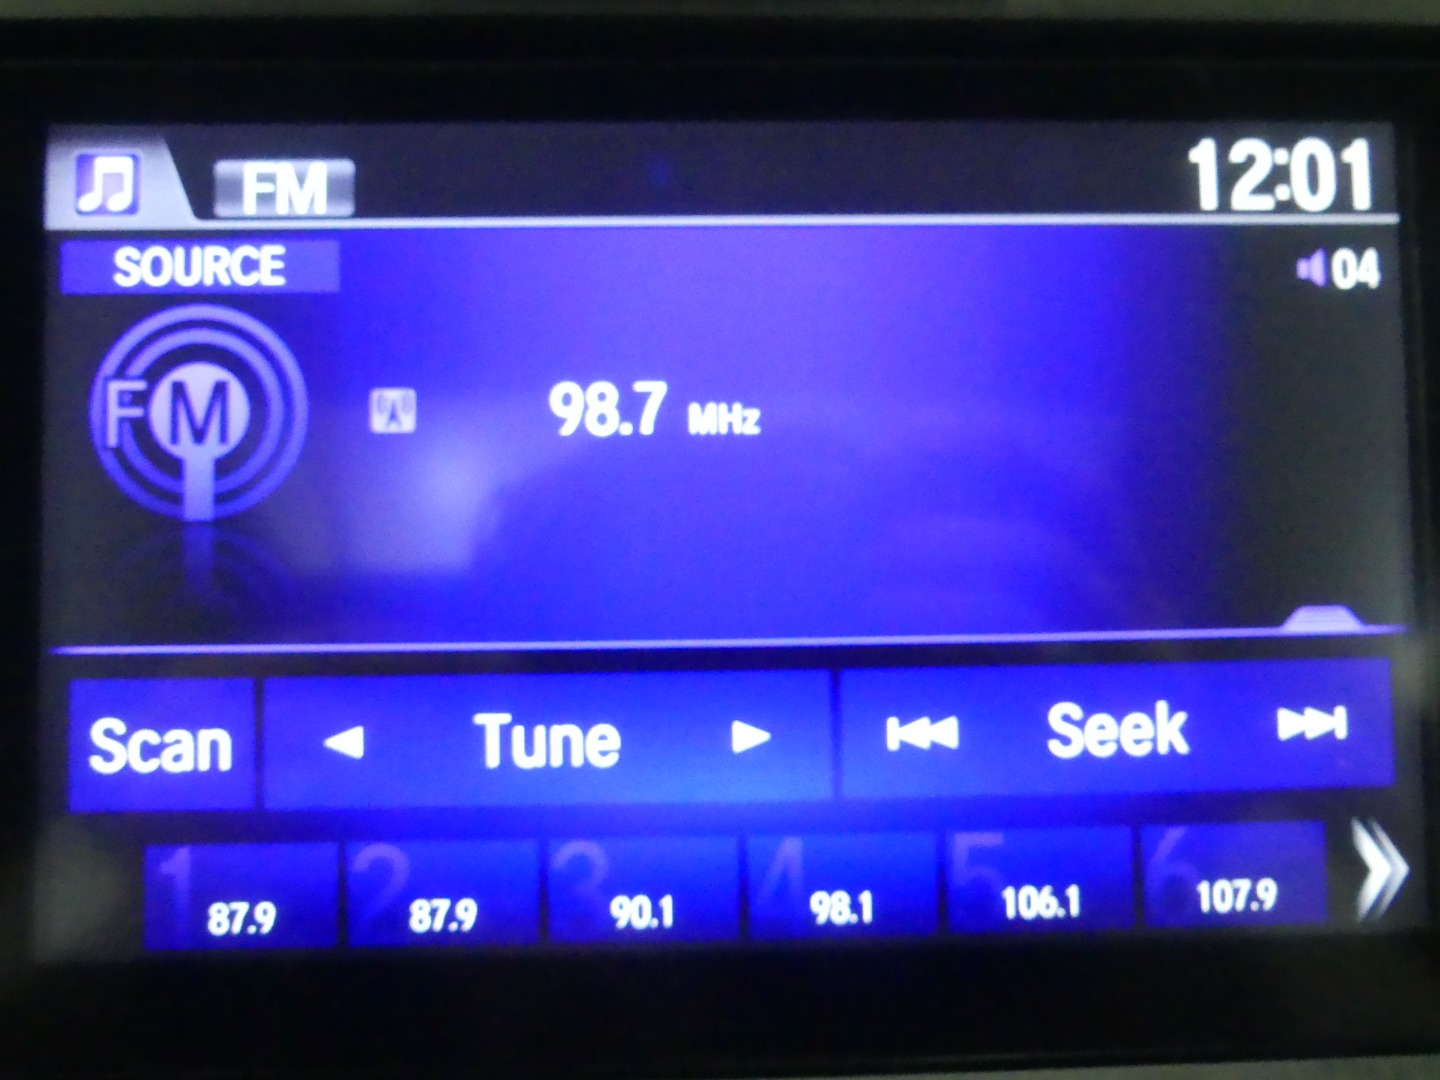 FM 12:01
SOURCE 04
FM 98.7 MHz
Scan Tune Seek
1 2 3 4 5 6
87.9 87.9 90.1 98.1 106.1 107.9